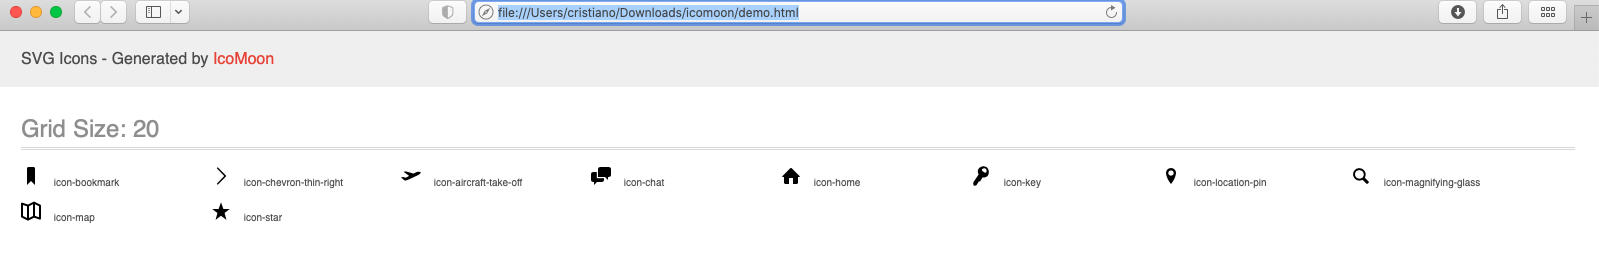 file:///Users/cristiano/Downloads/icomoon/demo.html
SVG Icons - Generated by IcoMoon
Grid Size: 20
icon-bookmark icon-chevron-thin-right icon-aircraft-take-off icon-chat icon-home icon-key icon-location-pin icon-magnifying-glass
icon-map icon-star